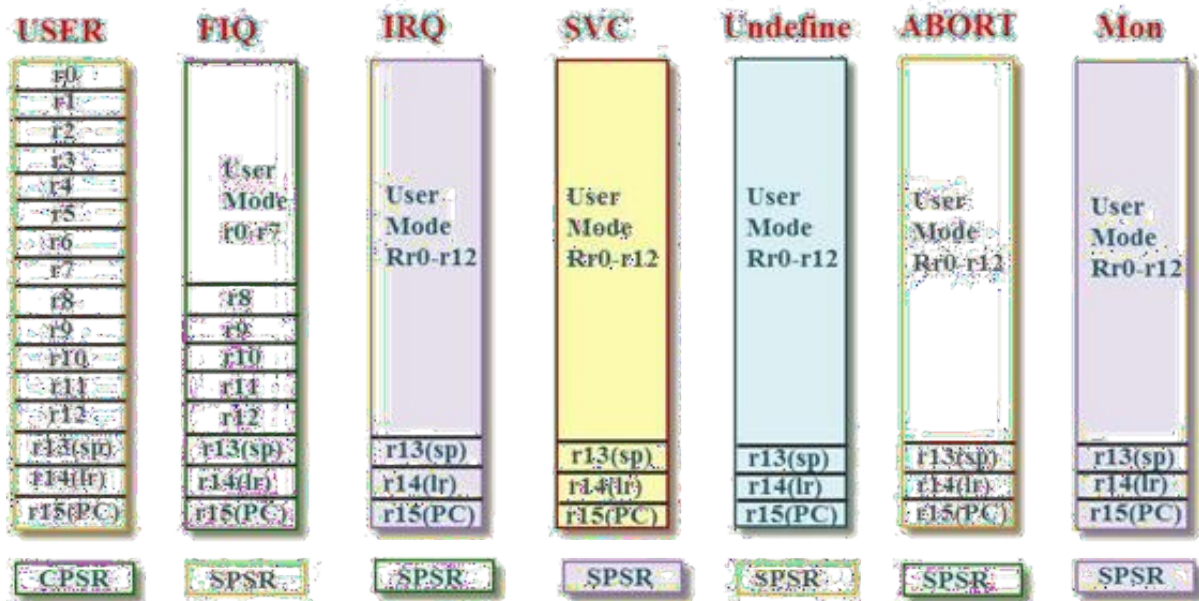 USER
FIQ
IRQ
SVC
Undefine
ABORT
Mon
r0
r1
r2
r3
r4
r5
r6
r7
r8
r9
r10
r11
r12
r13(sp)
r14(lr)
r15(PC)
CPSR
User
Mode
r0-r7
r8
r9
r10
r11
r12
r13(sp)
r14(lr)
r15(PC)
SPSR
User
Mode
Rr0-r12
r13(sp)
r14(lr)
r15(PC)
SPSR
User
Mode
Rr0-r12
r13(sp)
r14(lr)
r15(PC)
SPSR
User
Mode
Rr0-r12
r13(sp)
r14(lr)
r15(PC)
SPSR
User
Mode
Rr0-r12
r13(sp)
r14(lr)
r15(PC)
SPSR
User
Mode
Rr0-r12
r13(sp)
r14(lr)
r15(PC)
SPSR